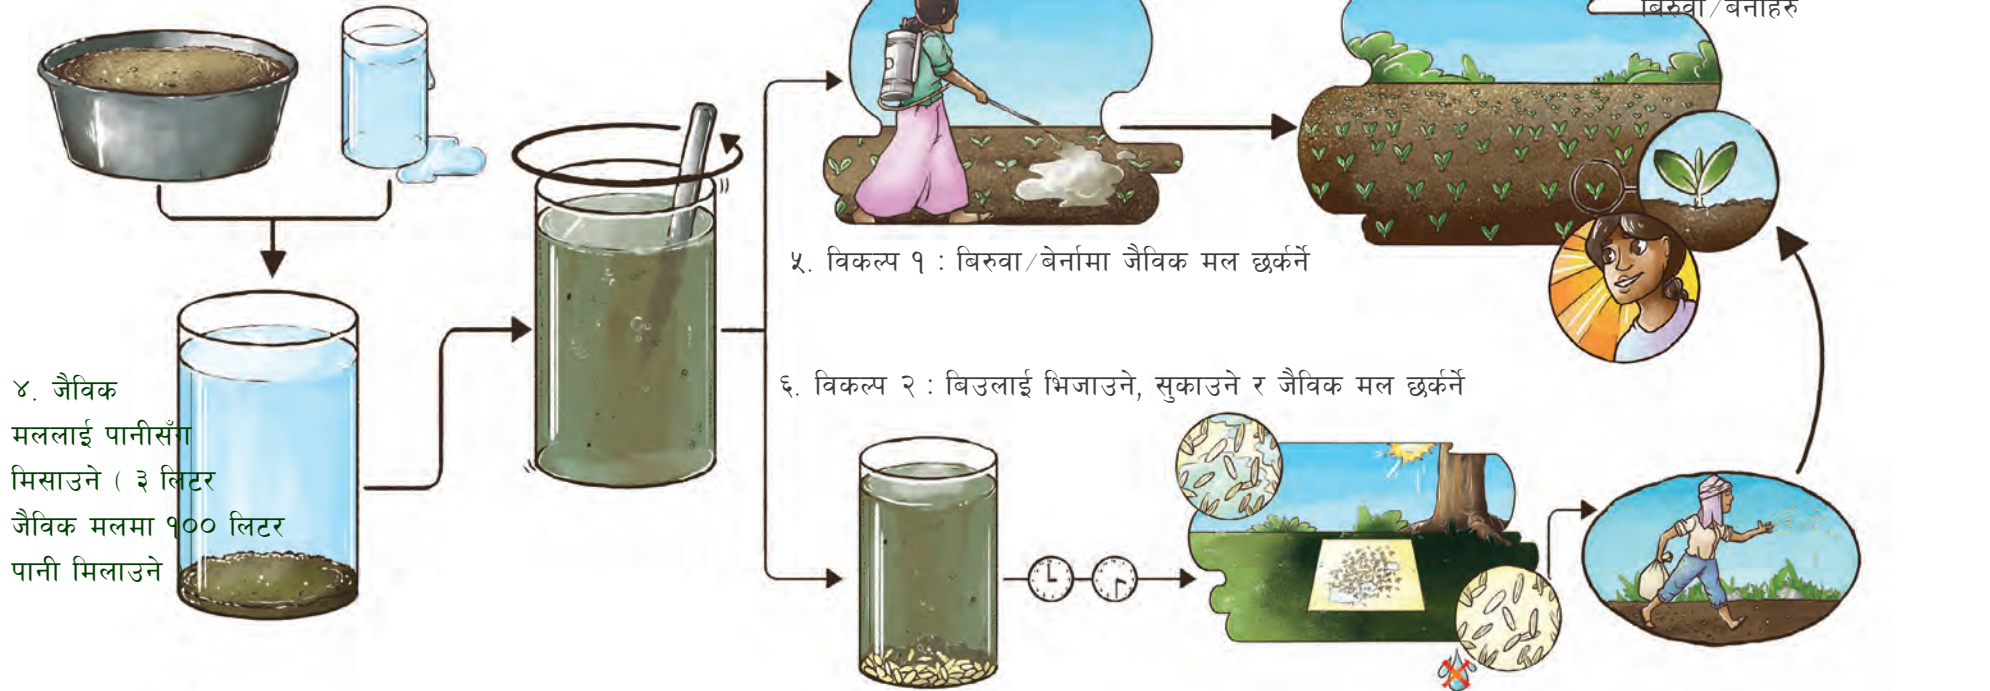 बिरुवा/बेर्नाहरु
५. विकल्प १ : बिरुवा/बेर्नामा जैविक मल छर्कने
६. विकल्प २ : बिउलाई भिजाउने, सुकाउने र जैविक मल छर्कने
४. जैविक
मललाई पानीसँग
मिसाउने ( ३ लिटर
जैविक मलमा १०० लिटर
पानी मिलाउने